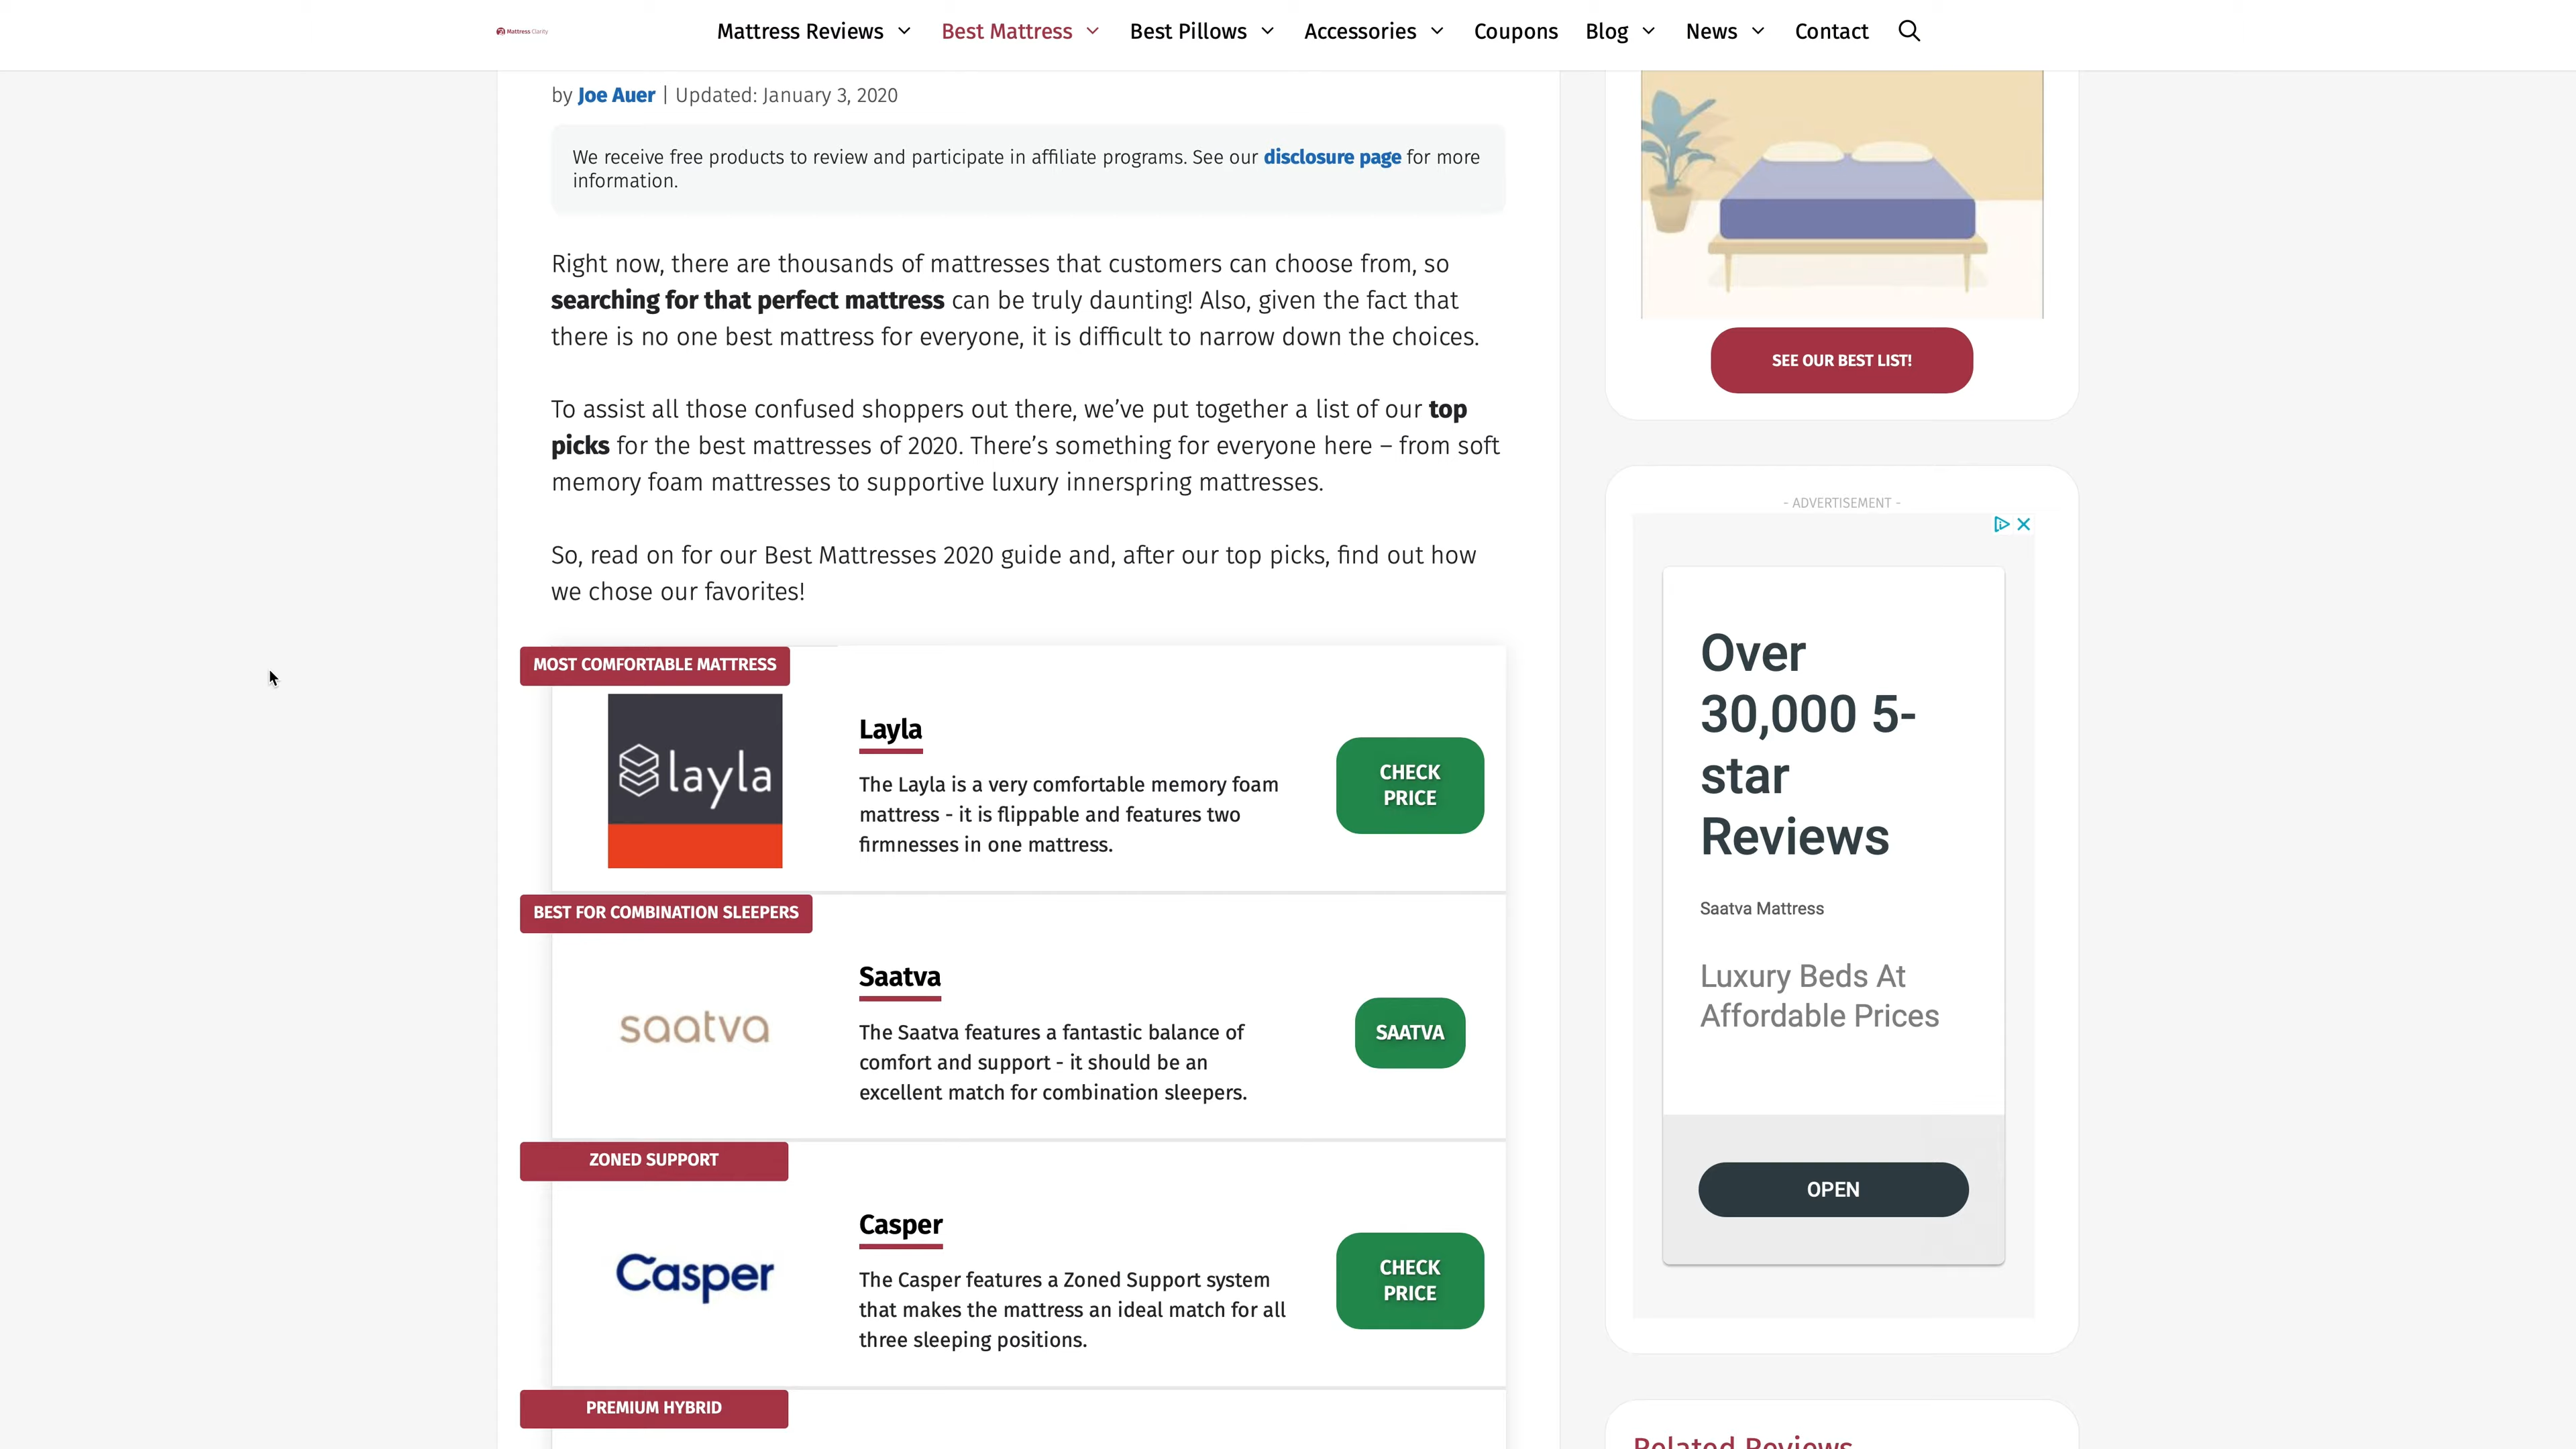 Mattress Clarity
Mattress Reviews
Best Mattress
Best Pillows
Accessories
Coupons
Blog
News
Contact
by Joe Auer | Updated: January 3, 2020
We receive free products to review and participate in affiliate programs. See our disclosure page for more
information.
Right now, there are thousands of mattresses that customers can choose from, so
searching for that perfect mattress can be truly daunting! Also, given the fact that
there is no one best mattress for everyone, it is difficult to narrow down the choices.
To assist all those confused shoppers out there, we’ve put together a list of our top
picks for the best mattresses of 2020. There’s something for everyone here – from soft
memory foam mattresses to supportive luxury innerspring mattresses.
So, read on for our Best Mattresses 2020 guide and, after our top picks, find out how
we chose our favorites!
MOST COMFORTABLE MATTRESS
layla
Layla
The Layla is a very comfortable memory foam
mattress - it is flippable and features two
firmnesses in one mattress.
CHECK
PRICE
BEST FOR COMBINATION SLEEPERS
saatva
Saatva
The Saatva features a fantastic balance of
comfort and support - it should be an
excellent match for combination sleepers.
SAATVA
ZONED SUPPORT
Casper
Casper
The Casper features a Zoned Support system
that makes the mattress an ideal match for all
three sleeping positions.
CHECK
PRICE
PREMIUM HYBRID
SEE OUR BEST LIST!
- ADVERTISEMENT -
Over
30,000 5-
star
Reviews
Saatva Mattress
Luxury Beds At
Affordable Prices
OPEN
Related Reviews